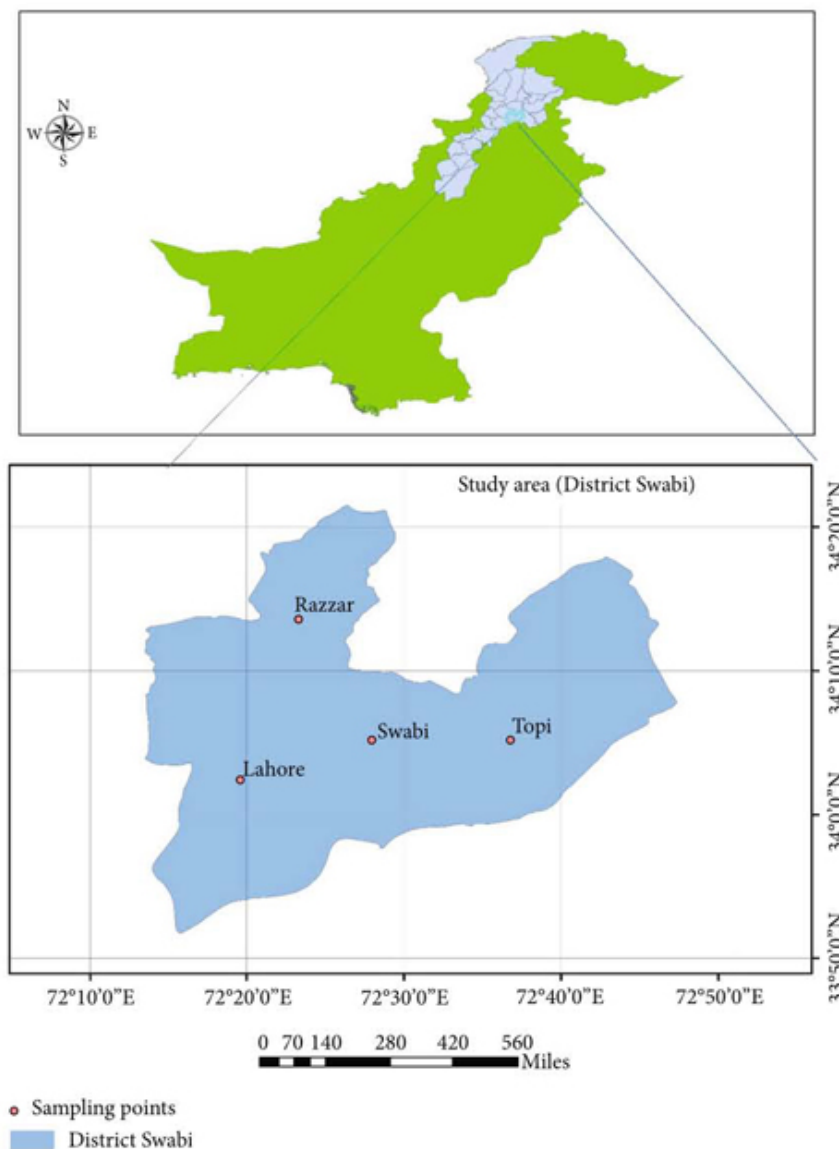 N
W E
S
Study area (District Swabi)
34°20'0"N
Razzar
34°10'0"N
Swabi
Topi
Lahore
34°0'0"N
33°50'0"N
72°10'0"E 72°20'0"E 72°30'0"E 72°40'0"E 72°50'0"E
0 70 140 280 420 560
Miles
Sampling points
District Swabi